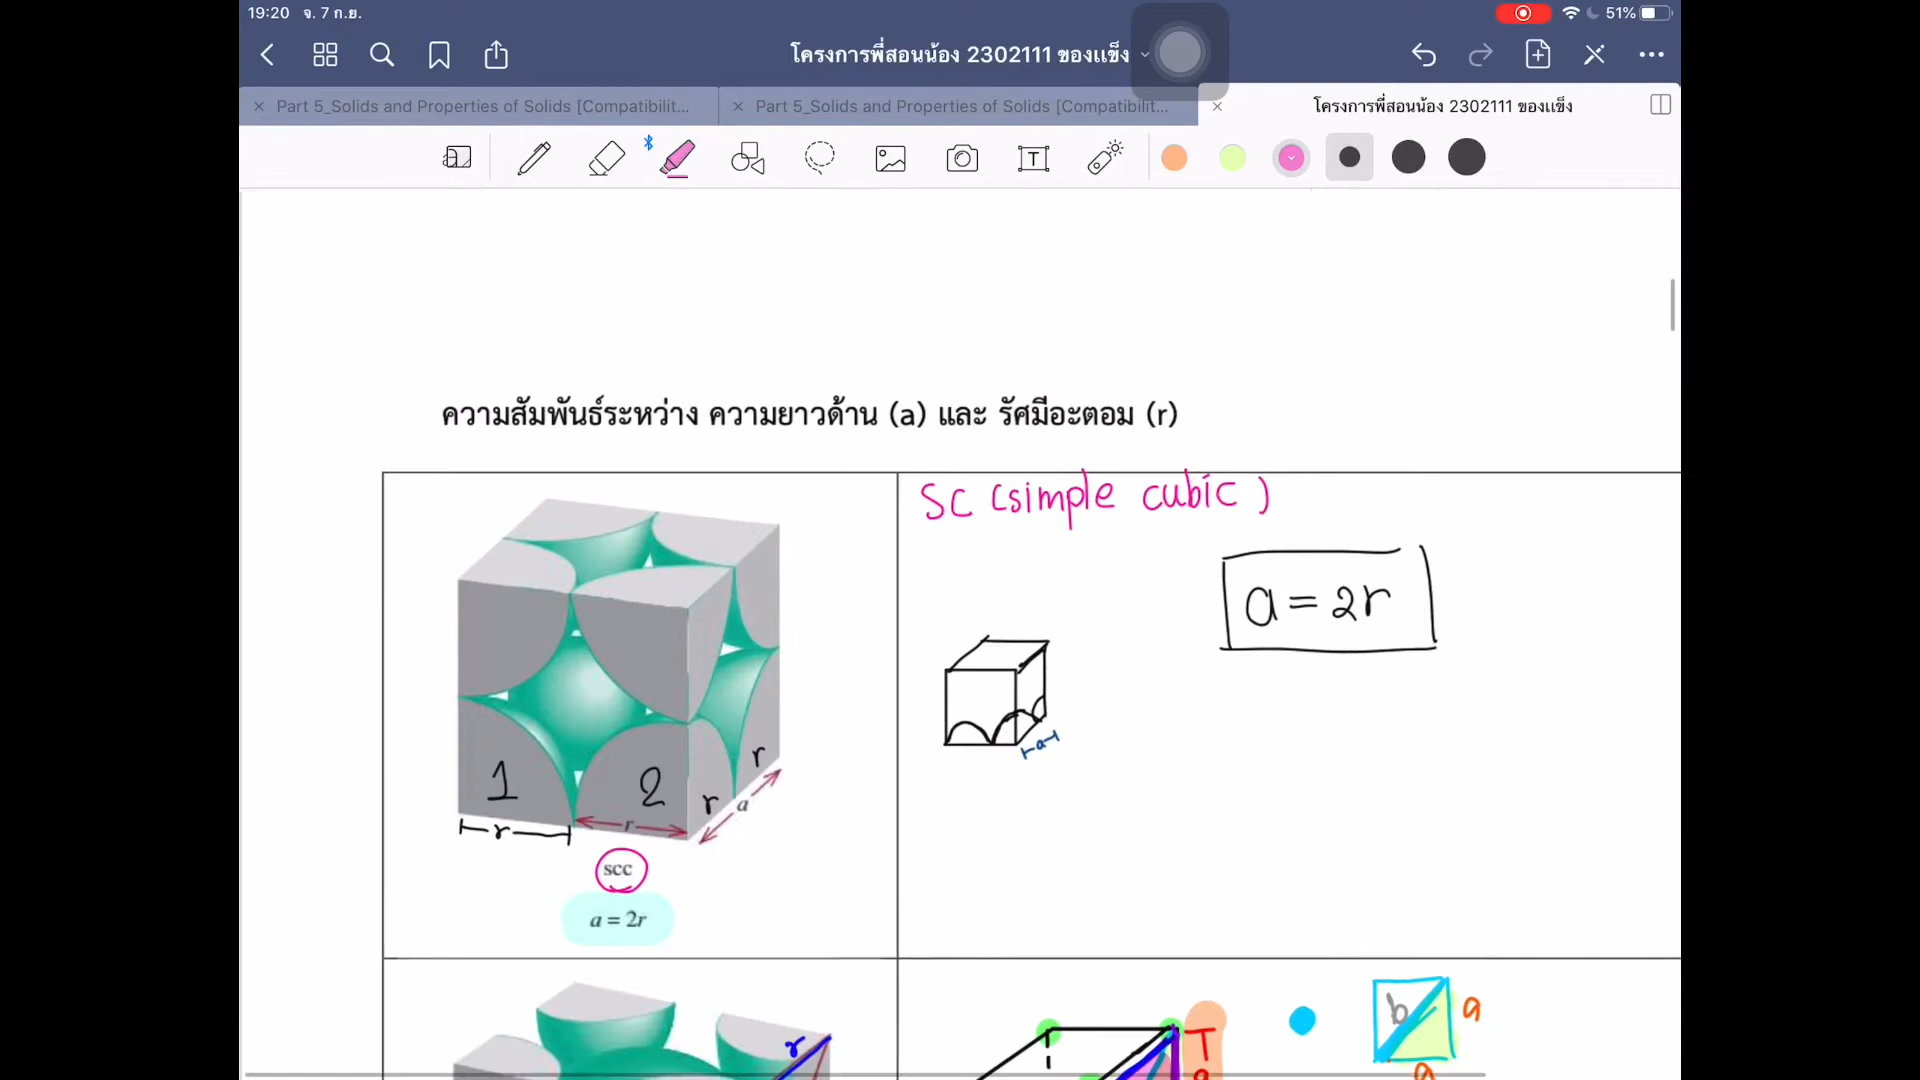 19:20 จ. 7 ก.ย.
51%
โครงการพี่สอนน้อง 2302111 ของแข็ง
Part 5_Solids and Properties of Solids [Compatibilit...
Part 5_Solids and Properties of Solids [Compatibilit...
โครงการพี่สอนน้อง 2302111 ของแข็ง
a
T
ความสัมพันธ์ระหว่าง ความยาวด้าน (a) และ รัศมีอะตอม (r)
SC (simple cubic)
a = 2r
a
1
2
r
r
a
r
r
scc
a = 2r
r
T
b
a
a